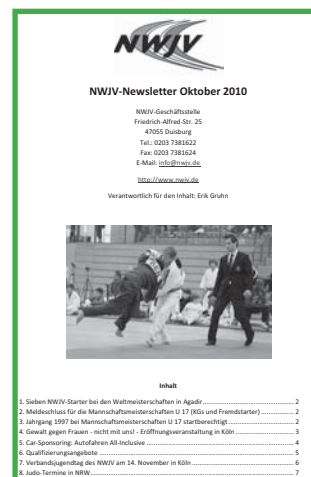 NWJV
NWJV-Newsletter Oktober 2010
NWJV-Geschäftsstelle
Friedrich-Alfred-Str. 25
47055 Duisburg
Tel.: 0203 7381622
Fax: 0203 7381624
E-Mail: info@nwjv.de
http://www.nwjv.de
Verantwortlich für den Inhalt: Erik Gruhn
Inhalt
1. Sieben NWJV-Starter bei den Weltmeisterschaften in Agadir ........ 2
2. Meldeschluss für die Mannschaftsmeisterschaften U 17 (KGs und Fremdstarter) ........ 2
3. Jahrgang 1997 bei Mannschaftsmeisterschaften U 17 startberechtigt ........ 2
4. Gewalt gegen Frauen - nicht mit uns! - Eröffnungsveranstaltung in Köln ........ 3
5. Car-Sponsoring: Autofahren All-Inclusive ........ 4
6. Qualifizierungsangebote ........ 5
7. Verbandsjugendtag des NWJV am 14. November in Köln ........ 6
8. Judo-Termine in NRW ........ 7